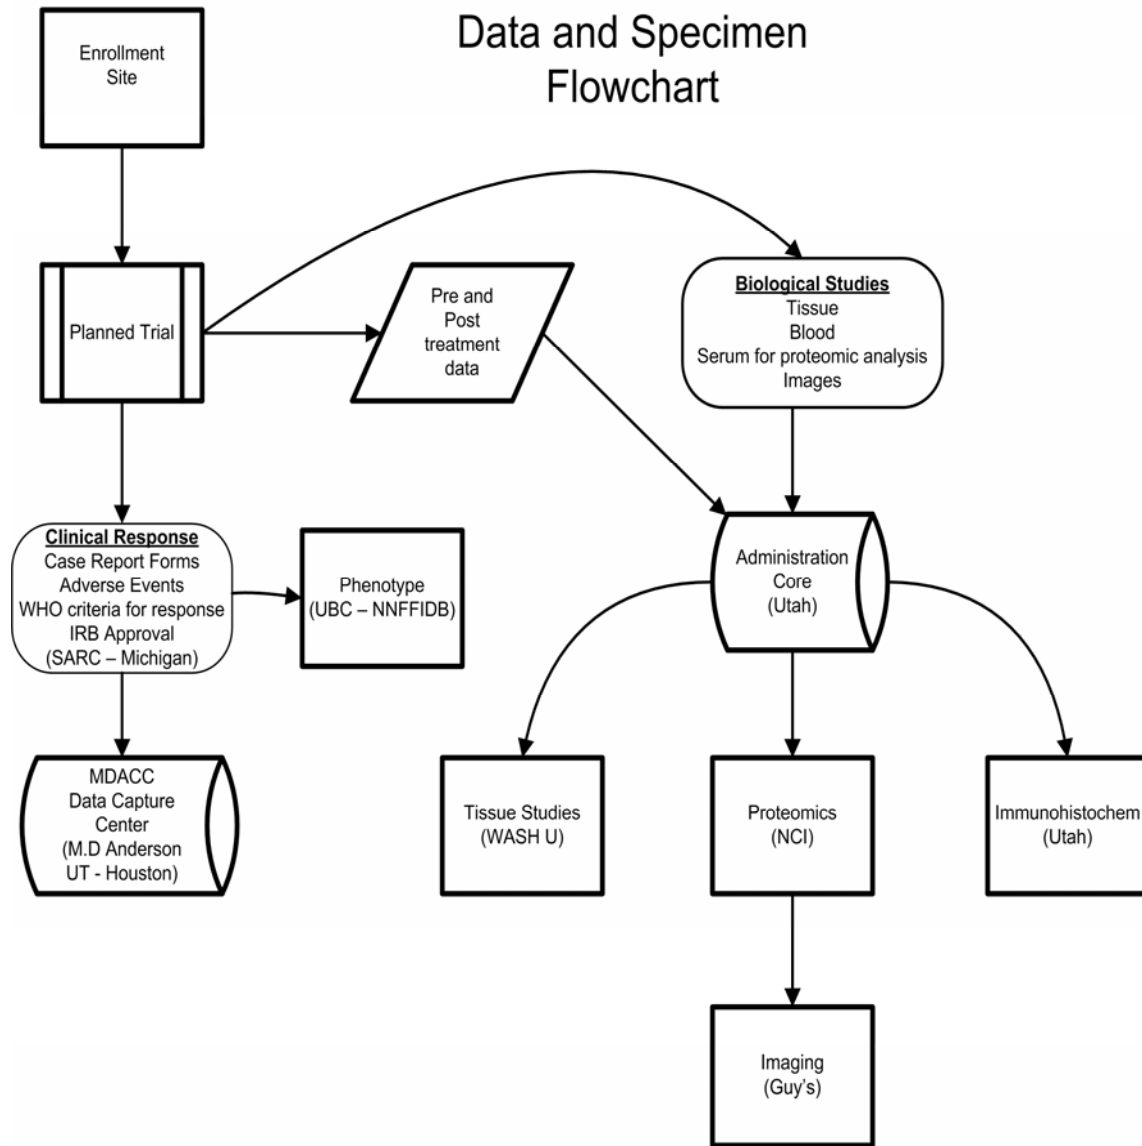 Data and Specimen
Flowchart
Enrollment
Site
Planned Trial
Pre and
Post
treatment
data
Biological Studies
Tissue
Blood
Serum for proteomic analysis
Images
Clinical Response
Case Report Forms
Adverse Events
WHO criteria for response
IRB Approval
(SARC – Michigan)
Phenotype
(UBC – NNFFIDB)
Administration
Core
(Utah)
MDACC
Data Capture
Center
(M.D Anderson
UT - Houston)
Tissue Studies
(WASH U)
Proteomics
(NCI)
Immunohistochem
(Utah)
Imaging
(Guy's)